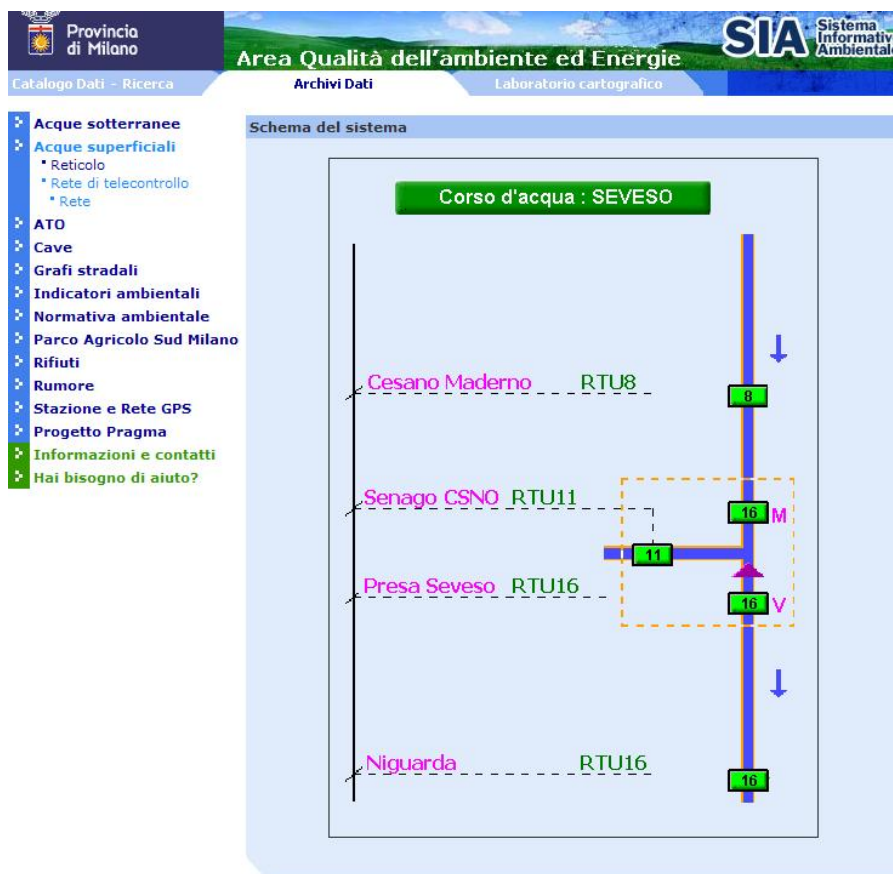 Provincia
di Milano
Area Qualità dell'ambiente ed Energie
SIA
Sistema
Informativ
Ambiental
Catalogo Dati - Ricerca
Archivi Dati
Laboratorio cartografico
Acque sotterranee
Acque superficiali
Reticolo
Rete di telecontrollo
Rete
ATO
Cave
Grafi stradali
Indicatori ambientali
Normativa ambientale
Parco Agricolo Sud Milano
Rifiuti
Rumore
Stazione e Rete GPS
Progetto Pragma
Informazioni e contatti
Hai bisogno di aiuto?
Schema del sistema
Corso d'acqua : SEVESO
Cesano Maderno RTU8
8
Senago CSNO RTU11
16 M
11
Presa Seveso RTU16
16 V
Niguarda RTU16
16